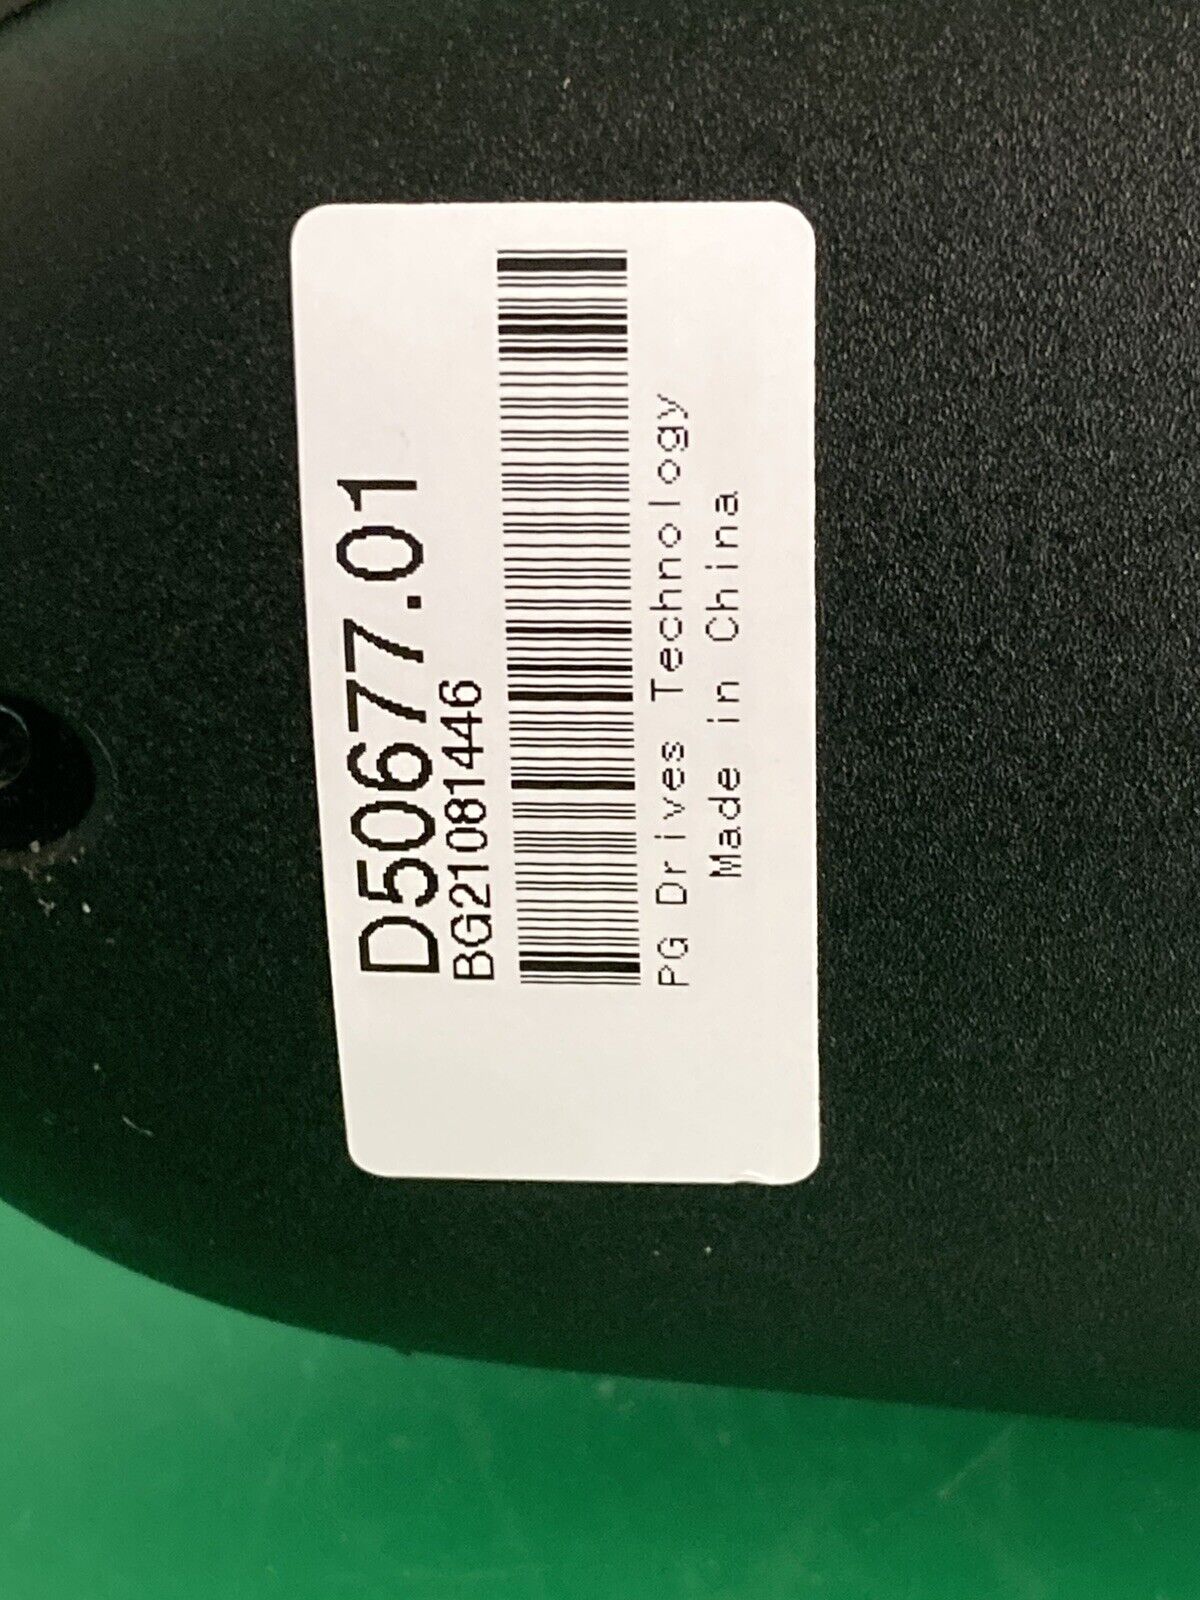 D50677.01
BG21081446
PG Drives Technology
Made in China